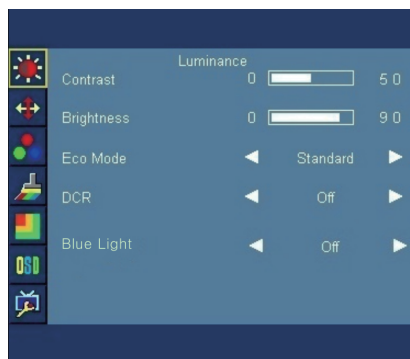 Luminance
Contrast 0 50
Brightness 0 90
Eco Mode Standard
DCR Off
Blue Light Off
OSD